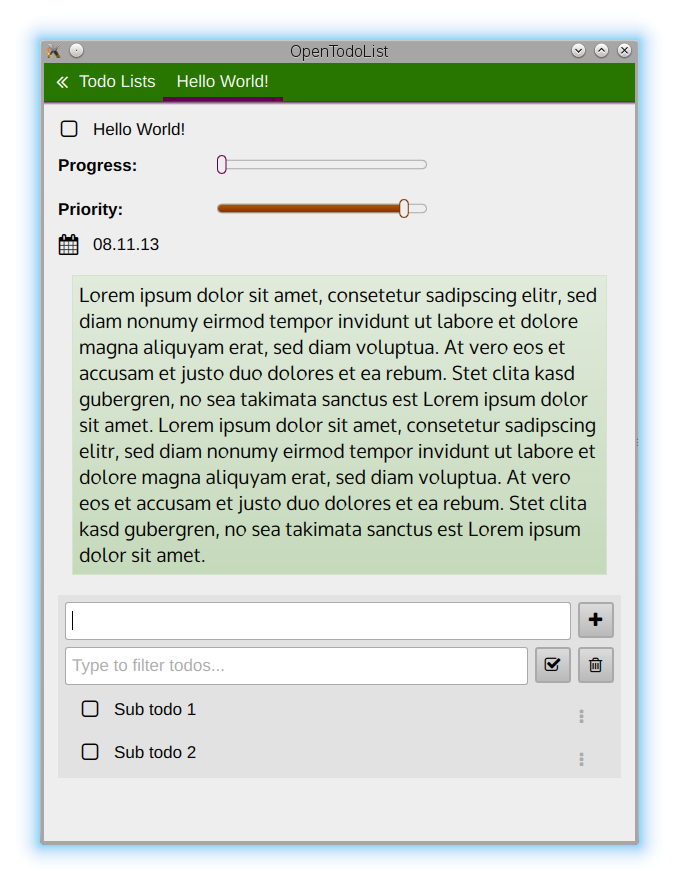 OpenTodoList
Todo Lists Hello World!
Hello World!
Progress:
Priority:
08.11.13
Lorem ipsum dolor sit amet, consetetur sadipscing elitr, sed
diam nonumy eirmod tempor invidunt ut labore et dolore
magna aliquyam erat, sed diam voluptua. At vero eos et
accusam et justo duo dolores et ea rebum. Stet clita kasd
gubergren, no sea takimata sanctus est Lorem ipsum dolor
sit amet. Lorem ipsum dolor sit amet, consetetur sadipscing
elitr, sed diam nonumy eirmod tempor invidunt ut labore et
dolore magna aliquyam erat, sed diam voluptua. At vero
eos et accusam et justo duo dolores et ea rebum. Stet clita
kasd gubergren, no sea takimata sanctus est Lorem ipsum
dolor sit amet.
Type to filter todos...
Sub todo 1
Sub todo 2